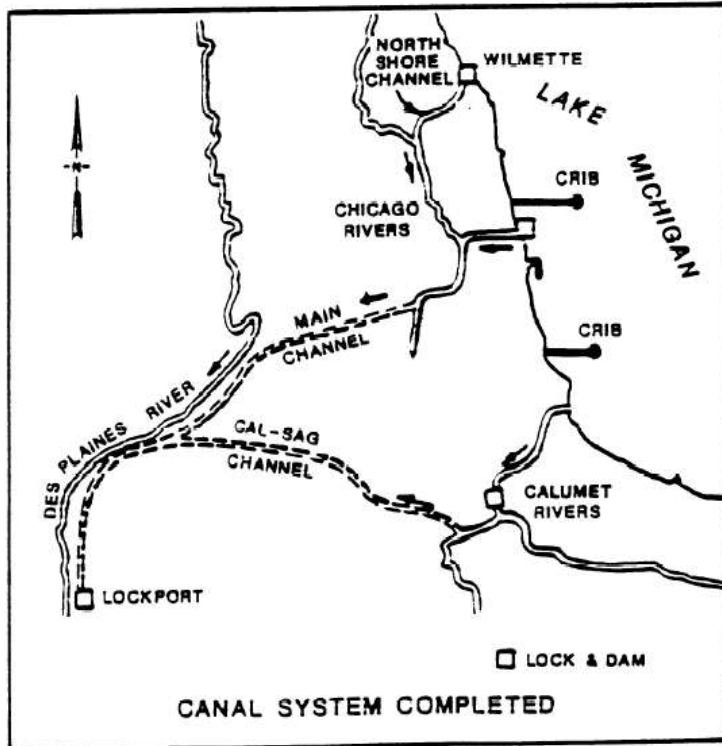 NORTH
SHORE
CHANNEL
WILMETTE
LAKE
MICHIGAN
N
CRIB
CHICAGO
RIVERS
MAIN
CHANNEL
CRIB
DES PLAINES RIVER
CAL-SAG
CHANNEL
CALUMET
RIVERS
LOCKPORT
LOCK & DAM
CANAL SYSTEM COMPLETED